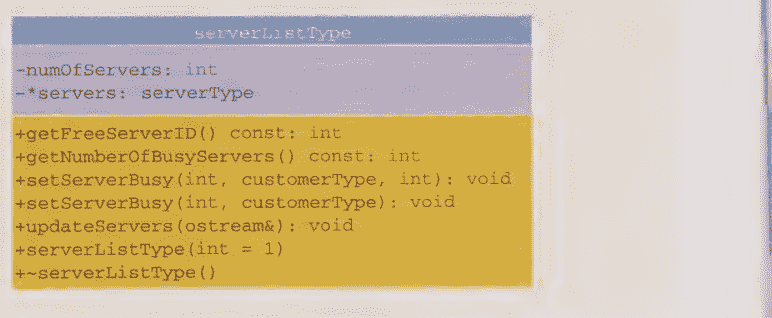 serverListType
-numOfServers: int
-*servers: serverType
+getFreeServerID() const: int
+getNumberOfBusyServers() const: int
+setServerBusy(int, customerType, int): void
+setServerBusy(int, customerType): void
+updateServers(ostream&): void
+serverListType(int = 1)
+~serverListType()